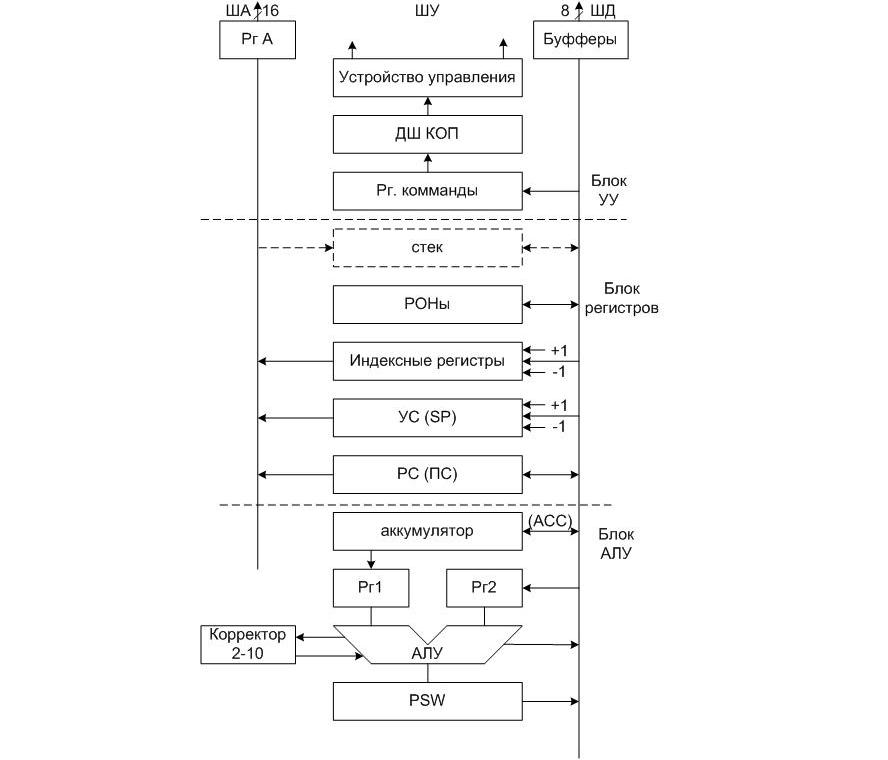 ША 16
ШУ
8 ШД
Рг А
Буфферы
Устройство управления
ДШ КОП
Рг. комманды
Блок
УУ
стек
РОНы
Блок
регистров
Индексные регистры
+1
-1
УС (SP)
+1
-1
PC (ПС)
аккумулятор
(ACC)
Блок
АЛУ
Рг1
Рг2
Корректор
2-10
АЛУ
PSW